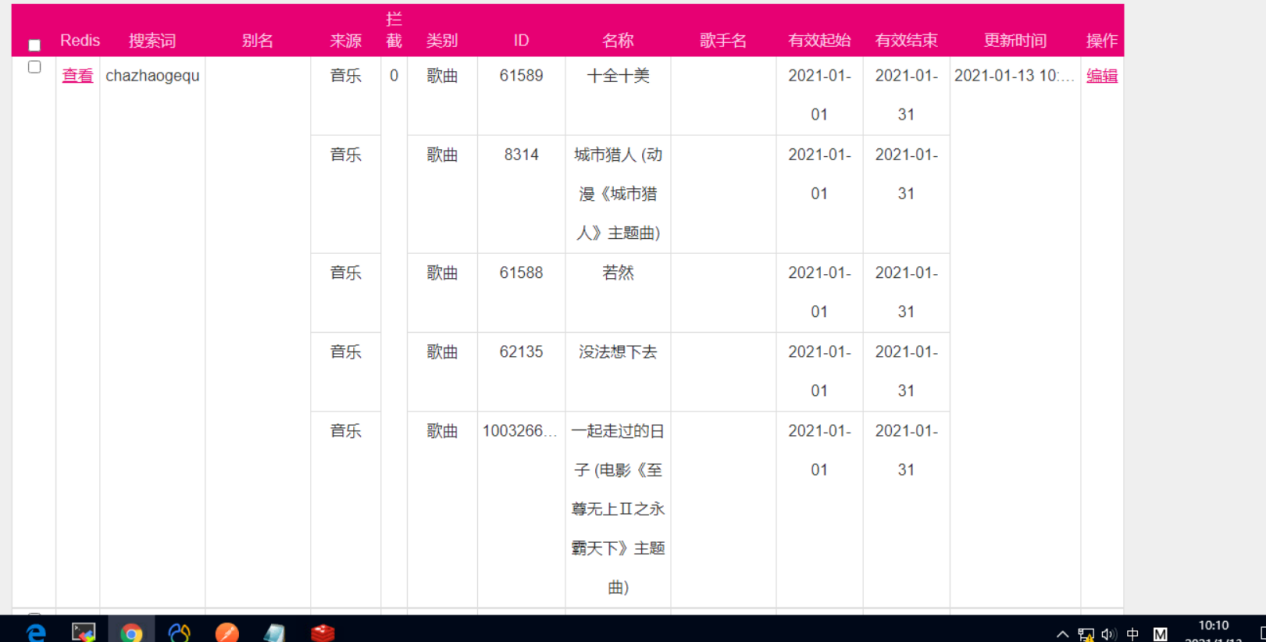 Redis 搜索词 别名 来源 拦截 类别 ID 名称 歌手名 有效起始 有效结束 更新时间 操作
查看 chazhaogequ 音乐 0 歌曲 61589 十全十美 2021-01- 2021-01- 2021-01-13 10:... 编辑
01 31
音乐 歌曲 8314 城市猎人 (动 2021-01- 2021-01-
漫《城市猎 01 31
人》主题曲)
音乐 歌曲 61588 若然 2021-01- 2021-01-
01 31
音乐 歌曲 62135 没法想下去 2021-01- 2021-01-
01 31
音乐 歌曲 1003266... 一起走过的日 2021-01- 2021-01-
子 (电影《至 01 31
尊无上Ⅱ之永
霸天下》主题
曲)
中 M 10:10